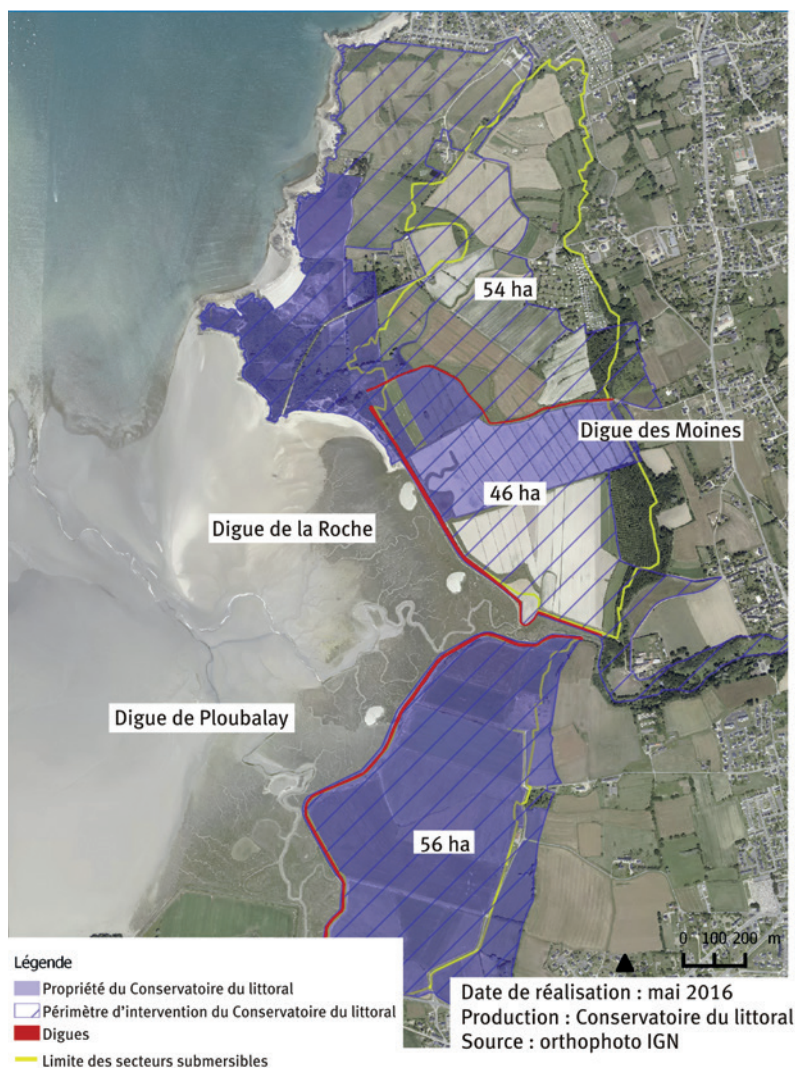 54 ha
Digue des Moines
46 ha
Digue de la Roche
Digue de Ploubalay
56 ha
Légende
Propriété du Conservatoire du littoral
Périmètre d'intervention du Conservatoire du littoral
Digues
Limite des secteurs submersibles
0 100 200 m
Date de réalisation : mai 2016
Production : Conservatoire du littoral
Source : orthophoto IGN